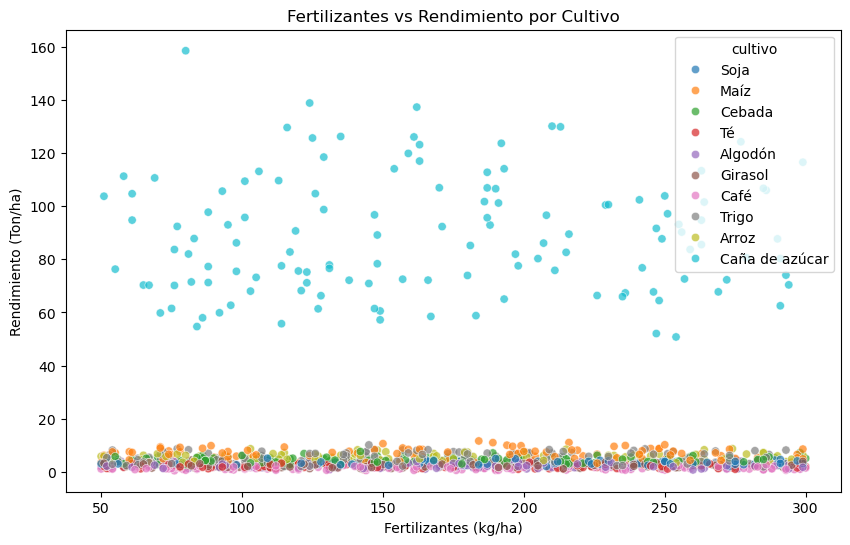 Fertilizantes vs Rendimiento por Cultivo
160
140
120
100
80
60
40
20
0
Rendimiento (Ton/ha)
cultivo
Soja
Maíz
Cebada
Té
Algodón
Girasol
Café
Trigo
Arroz
Caña de azúcar
50
100
150
200
250
300
Fertilizantes (kg/ha)